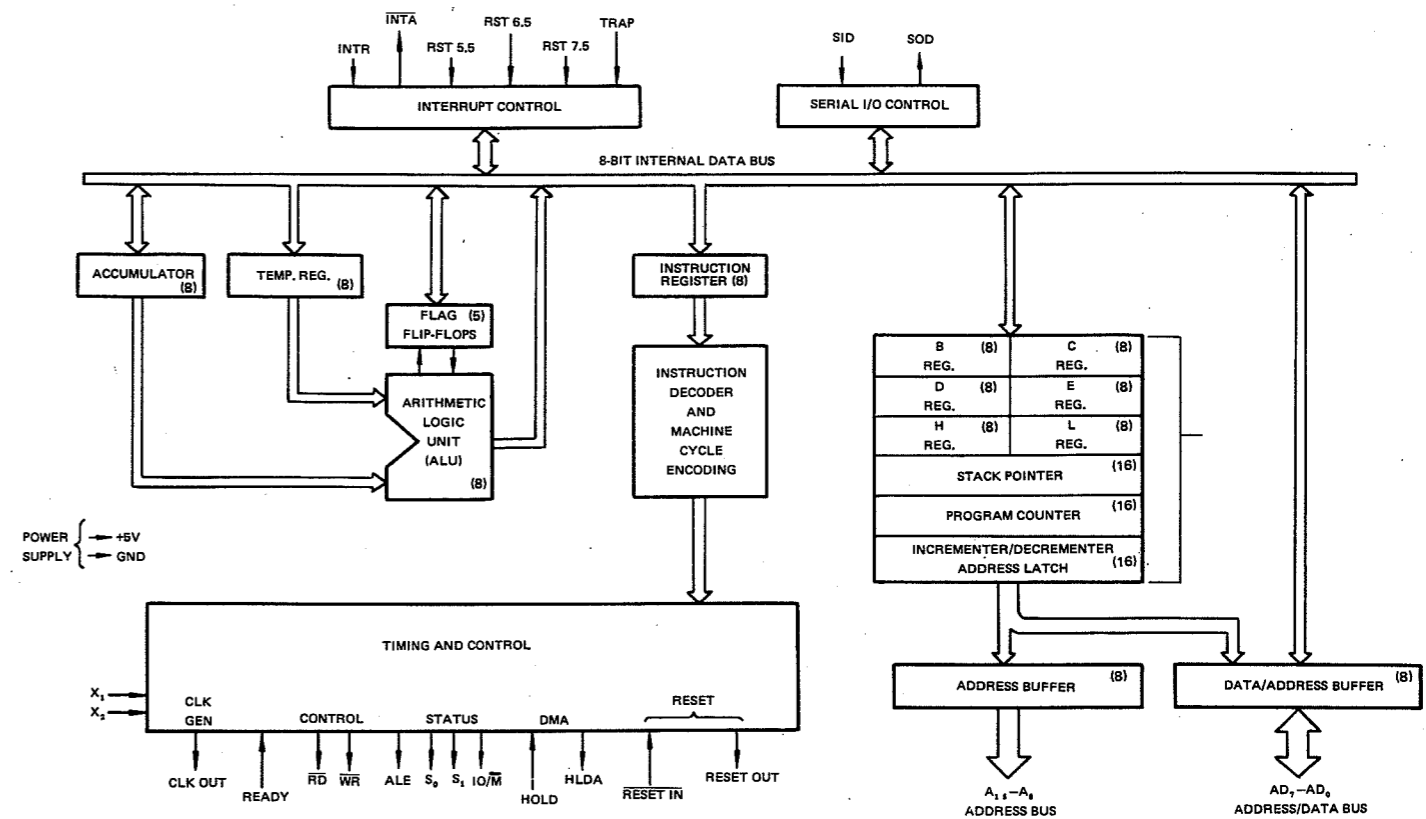 INTA
RST 6.5
TRAP
INTR
RST 5.5
RST 7.5
SID
SOD
INTERRUPT CONTROL
SERIAL I/O CONTROL
8-BIT INTERNAL DATA BUS
ACCUMULATOR
(8)
TEMP. REG.
(8)
INSTRUCTION
REGISTER (8)
FLAG (5)
FLIP-FLOPS
ARITHMETIC
LOGIC
UNIT
(ALU)
(8)
INSTRUCTION
DECODER
AND
MACHINE
CYCLE
ENCODING
B (8)
REG.
C (8)
REG.
D (8)
REG.
E (8)
REG.
H (8)
REG.
L (8)
REG.
STACK POINTER (16)
PROGRAM COUNTER (16)
INCREMENTER/DECREMENTER
ADDRESS LATCH (16)
POWER
SUPPLY
+5V
GND
TIMING AND CONTROL
X₁
X₂
CLK
GEN
CONTROL
STATUS
DMA
RESET
CLK OUT
READY
RD
WR
ALE
S₀
S₁
IO/M
HOLD
HLDA
RESET IN
RESET OUT
ADDRESS BUFFER (8)
DATA/ADDRESS BUFFER (8)
A₁₅–A₈
ADDRESS BUS
AD₇–AD₀
ADDRESS/DATA BUS